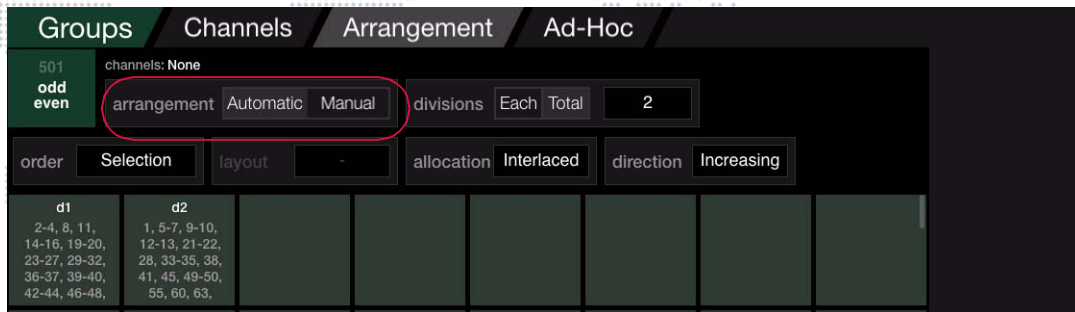 Groups Channels Arrangement Ad-Hoc
501
odd
even
channels: None
arrangement Automatic Manual divisions Each Total 2
order Selection layout - allocation Interlaced direction Increasing
d1
2-4, 8, 11,
14-16, 19-20,
23-27, 29-32,
36-37, 39-40,
42-44, 46-48,
d2
1, 5-7, 9-10,
12-13, 21-22,
28, 33-35, 38,
41, 45, 49-50,
55, 60, 63,